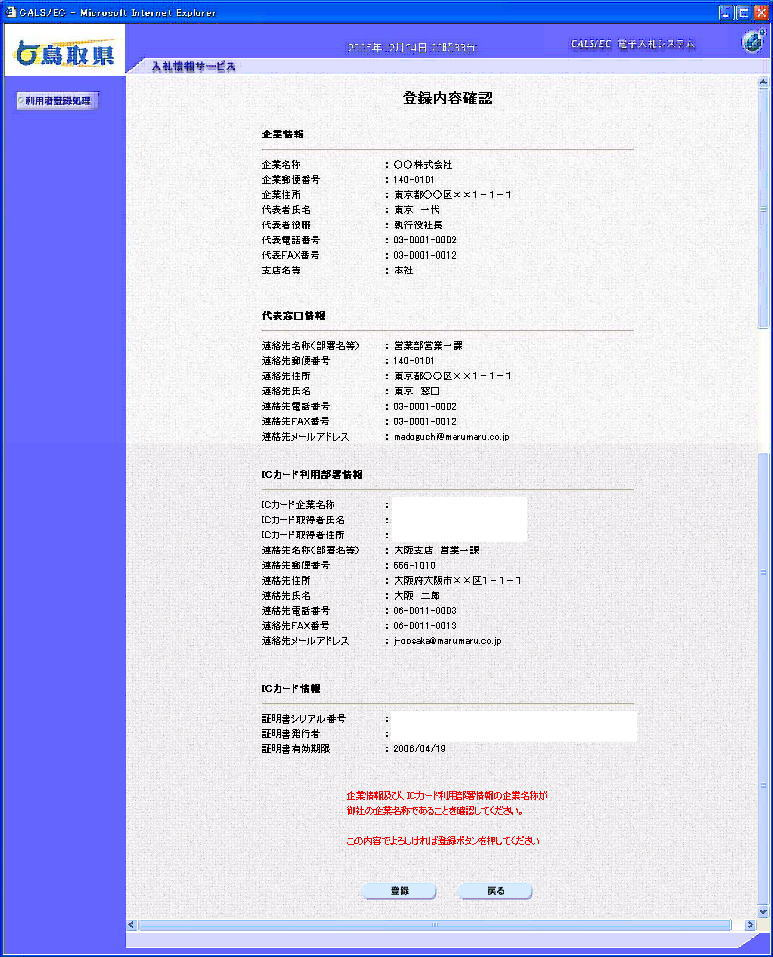 CALS/EC - Microsoft Internet Explorer
鳥取県
CALS/EC 電子入札システム
入札情報サービス
利用者登録処理
登録内容確認
企業情報
企業名称 : 〇〇株式会社
企業郵便番号 : 140-0101
企業住所 : 東京都〇〇区××1-1-1
代表者氏名 : 東京 一代
代表者役職 : 執行役社長
代表電話番号 : 03-0001-0002
代表FAX番号 : 03-0001-0012
支店名等 : 本社
代表窓口情報
連絡先名称(部署名等) : 営業部営業一課
連絡先郵便番号 : 140-0101
連絡先住所 : 東京都〇〇区××1-1-1
連絡先氏名 : 東京 窓口
連絡先電話番号 : 03-0001-0002
連絡先FAX番号 : 03-0001-0012
連絡先メールアドレス : madoguchi@marumaru.co.jp
ICカード利用部署情報
ICカード企業名称 :
ICカード取得者氏名 :
ICカード取得者住所 :
連絡先名称(部署名等) : 大阪支店 営業一課
連絡先郵便番号 : 556-1010
連絡先住所 : 大阪府大阪市××区1-1-1
連絡先氏名 : 大阪 二郎
連絡先電話番号 : 06-0011-0003
連絡先FAX番号 : 06-0011-0013
連絡先メールアドレス : j-oosaka@marumaru.co.jp
ICカード情報
証明書シリアル番号 :
証明書発行者 :
証明書有効期限 : 2006/04/19
企業情報及び、ICカード利用部署情報の企業名称が
御社の企業名称であることを確認してください。
この内容でよろしければ登録ボタンを押してください
登録
戻る